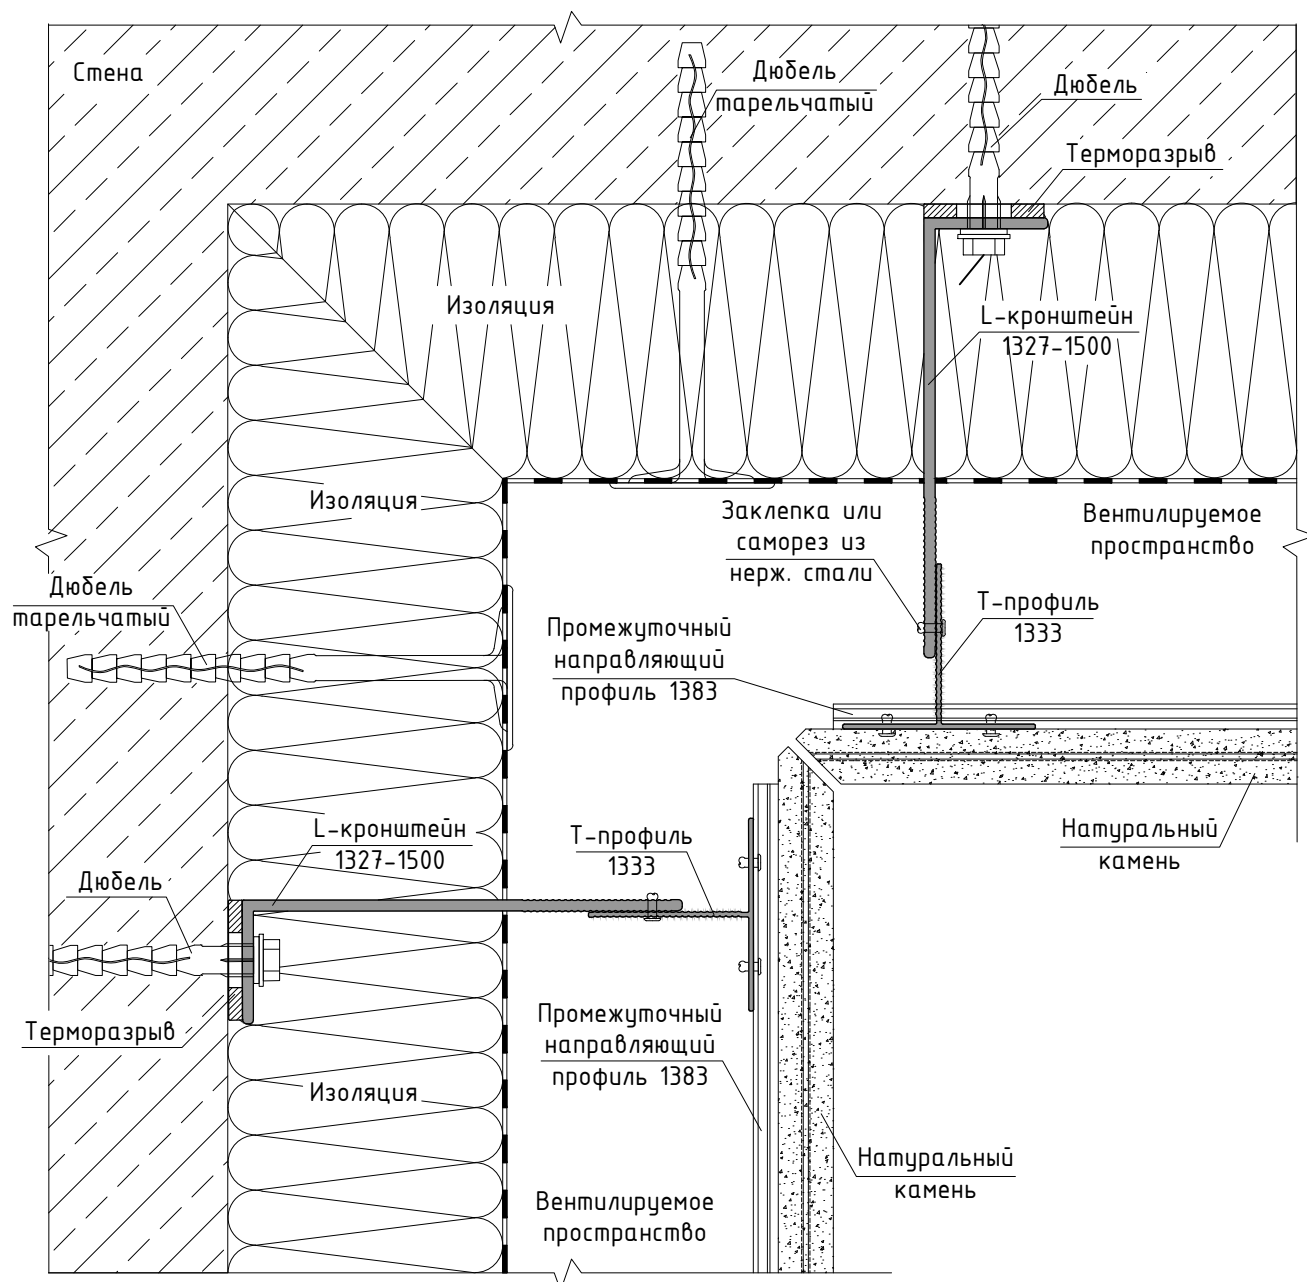 Стена
Дюбель
тарельчатый
Дюбель
Терморазрыв
Изоляция
L-кронштейн
1327-1500
Изоляция
Заклепка или
саморез из
нерж. стали
Вентилируемое
пространство
Дюбель
тарельчатый
Т-профиль
1333
Промежуточный
направляющий
профиль 1383
L-кронштейн
1327-1500
Т-профиль
1333
Натуральный
камень
Дюбель
Терморазрыв
Промежуточный
направляющий
профиль 1383
Изоляция
Натуральный
камень
Вентилируемое
пространство